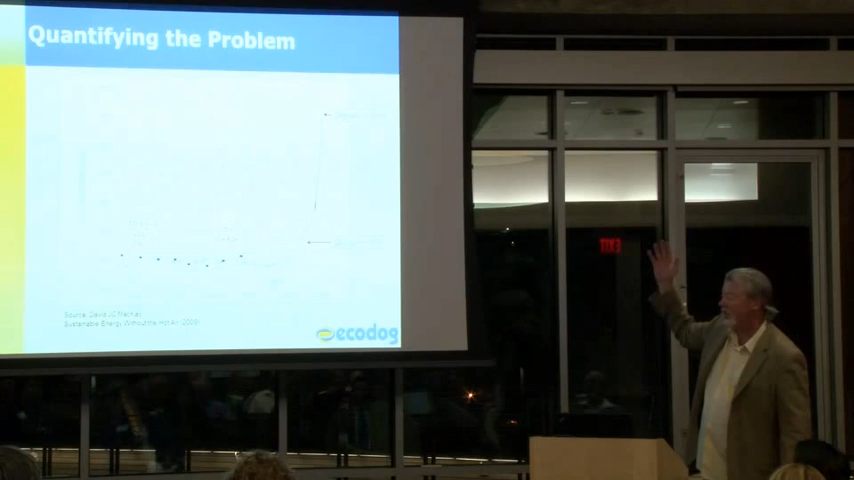 Quantifying the Problem
Source: David JC MacKay
Sustainable Energy Without the Hot Air (2009)
ecodog
EXIT